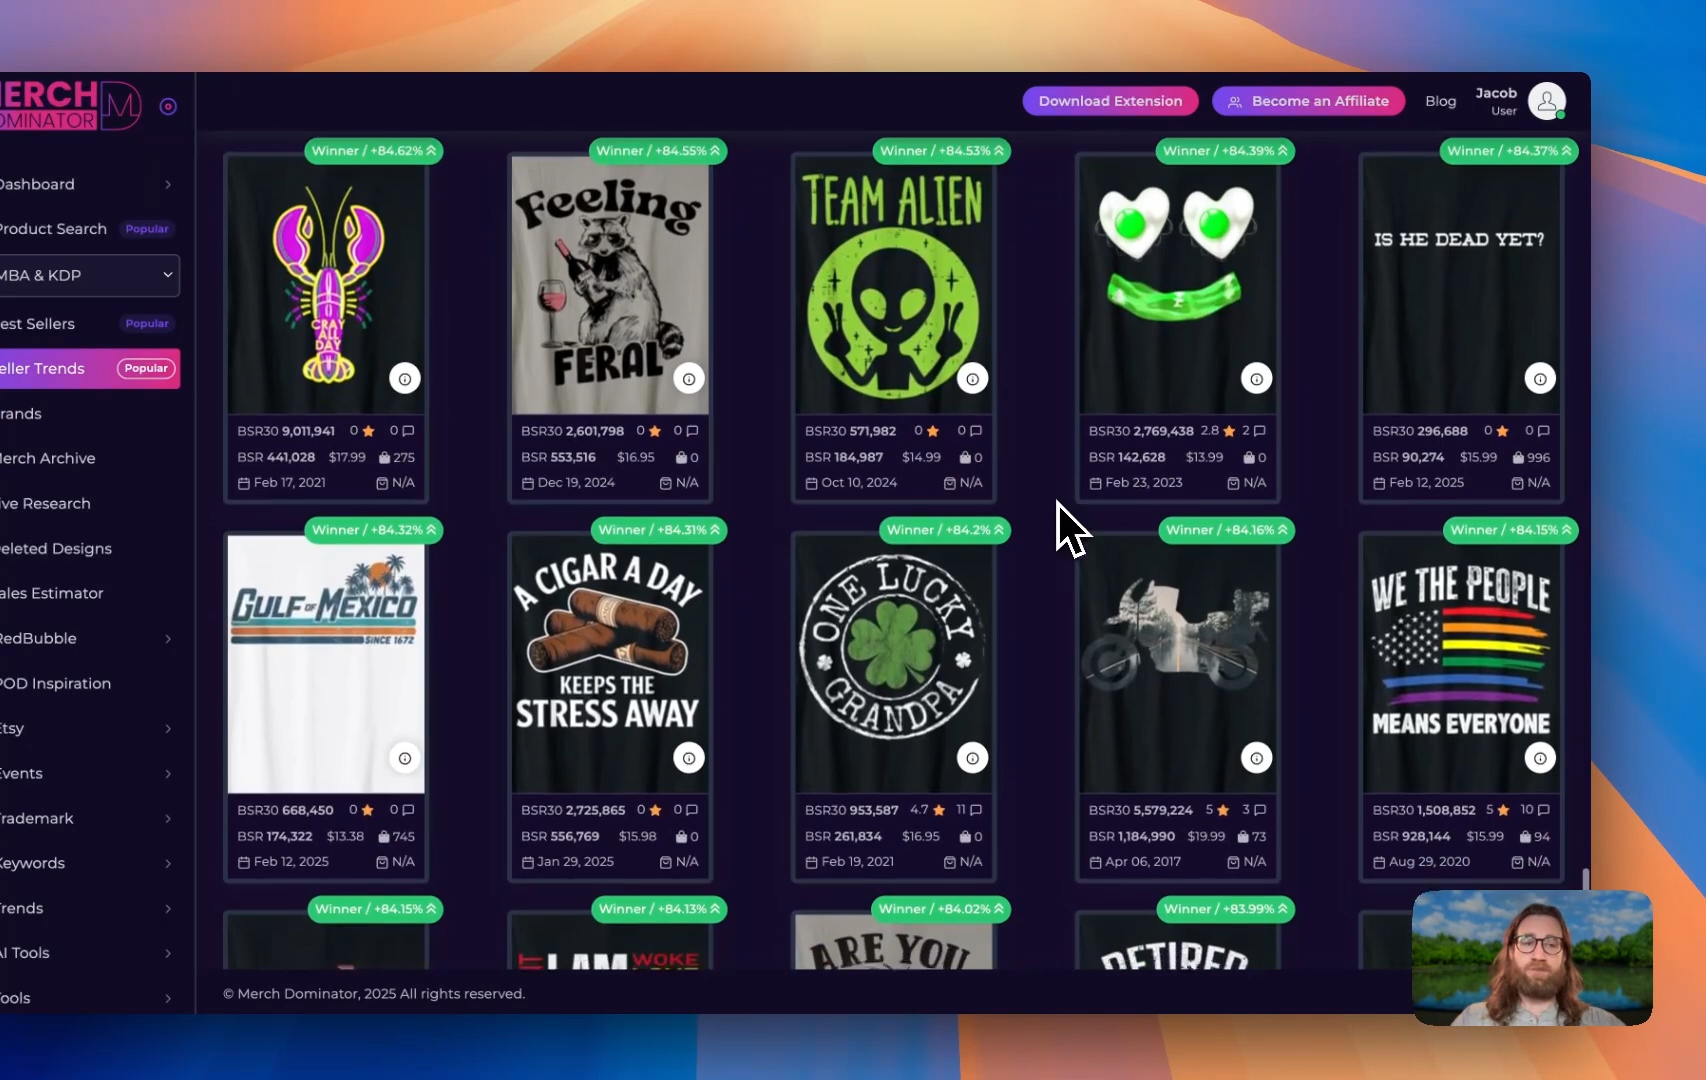 MERCH
DOMINATOR
Download Extension
Become an Affiliate
Blog
Jacob
User
Dashboard
Product Search Popular
MBA & KDP
est Sellers Popular
eller Trends Popular
rands
Merch Archive
ive Research
Deleted Designs
ales Estimator
RedBubble
POD Inspiration
Etsy
Events
Trademark
Keywords
Trends
AI Tools
Tools
Winner / +84.62%
CRAY
ALL
DAY
BSR30 9,011,941 0 0
BSR 441,028 $17.99 275
Feb 17, 2021 N/A
Winner / +84.55%
Feeling
FERAL
BSR30 2,601,798 0 0
BSR 553,516 $16.95 0
Dec 19, 2024 N/A
Winner / +84.53%
TEAM ALIEN
BSR30 571,982 0 0
BSR 184,987 $14.99 0
Oct 10, 2024 N/A
Winner / +84.39%
BSR30 2,769,438 2.8 2
BSR 142,628 $13.99 0
Feb 23, 2023 N/A
Winner / +84.37%
IS HE DEAD YET?
BSR30 296,688 0 0
BSR 90,274 $15.99 996
Feb 12, 2025 N/A
Winner / +84.32%
GULF OF MEXICO
SINCE 1672
BSR30 668,450 0 0
BSR 174,322 $13.38 745
Feb 12, 2025 N/A
Winner / +84.31%
A CIGAR A DAY
KEEPS THE
STRESS AWAY
BSR30 2,725,865 0 0
BSR 556,769 $15.98 0
Jan 29, 2025 N/A
Winner / +84.2%
ONE LUCKY
GRANDPA
BSR30 953,587 4.7 11
BSR 261,834 $16.95 0
Feb 19, 2021 N/A
Winner / +84.16%
BSR30 5,579,224 5 3
BSR 1,184,990 $19.99 73
Apr 06, 2017 N/A
Winner / +84.15%
WE THE PEOPLE
MEANS EVERYONE
BSR30 1,508,852 5 10
BSR 928,144 $15.99 94
Aug 29, 2020 N/A
Winner / +84.15%
Winner / +84.13%
I AM WOKE
Winner / +84.02%
ARE YOU
Winner / +83.99%
RETIRED
© Merch Dominator, 2025 All rights reserved.